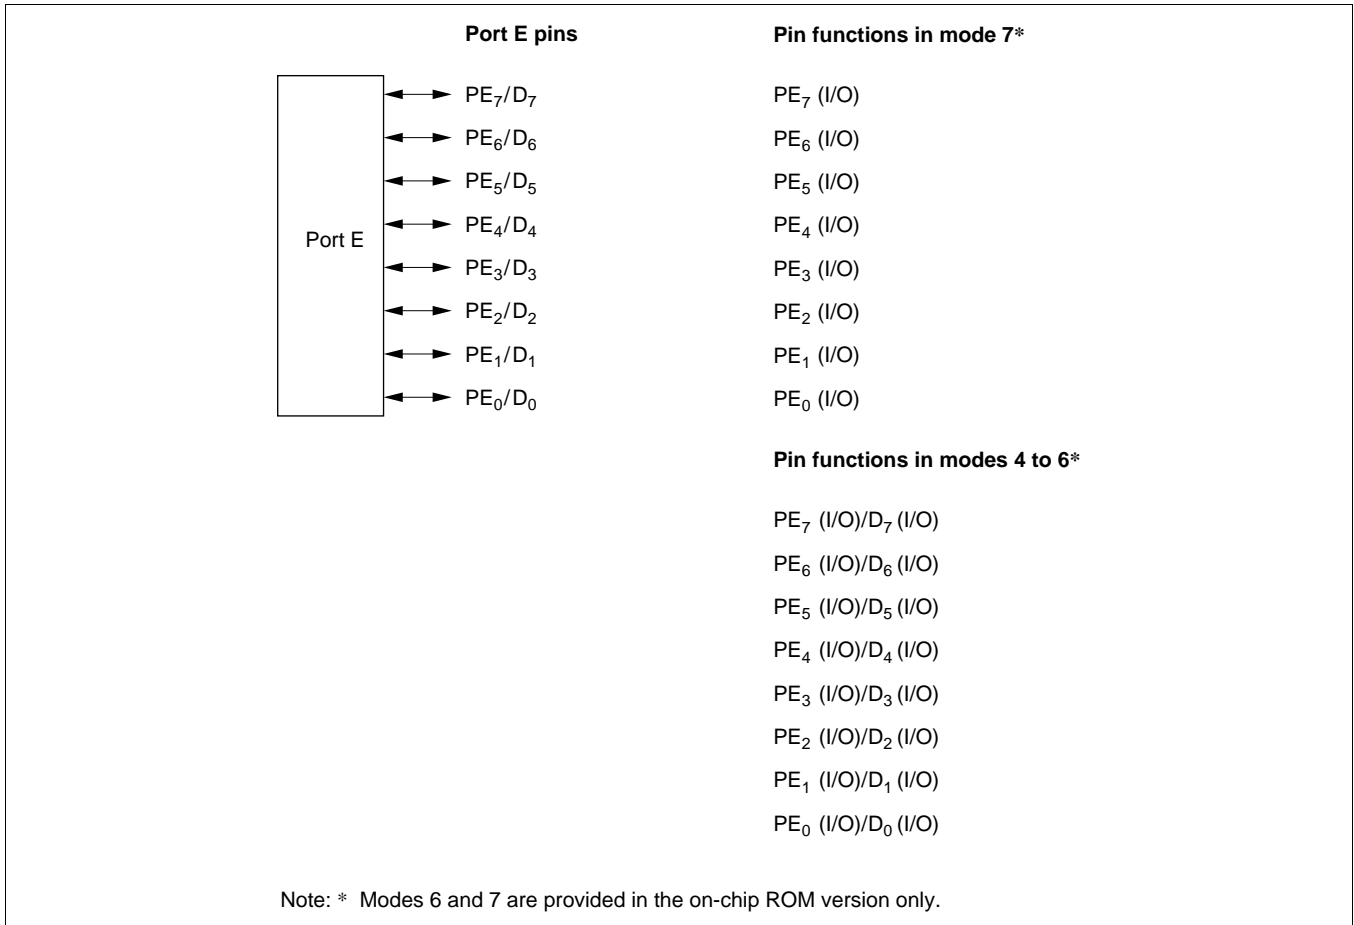 Port E pins Pin functions in mode 7*
Port E
PE₇/D₇ PE₇ (I/O)
PE₆/D₆ PE₆ (I/O)
PE₅/D₅ PE₅ (I/O)
PE₄/D₄ PE₄ (I/O)
PE₃/D₃ PE₃ (I/O)
PE₂/D₂ PE₂ (I/O)
PE₁/D₁ PE₁ (I/O)
PE₀/D₀ PE₀ (I/O)
Pin functions in modes 4 to 6*
PE₇ (I/O)/D₇ (I/O)
PE₆ (I/O)/D₆ (I/O)
PE₅ (I/O)/D₅ (I/O)
PE₄ (I/O)/D₄ (I/O)
PE₃ (I/O)/D₃ (I/O)
PE₂ (I/O)/D₂ (I/O)
PE₁ (I/O)/D₁ (I/O)
PE₀ (I/O)/D₀ (I/O)
Note: * Modes 6 and 7 are provided in the on-chip ROM version only.